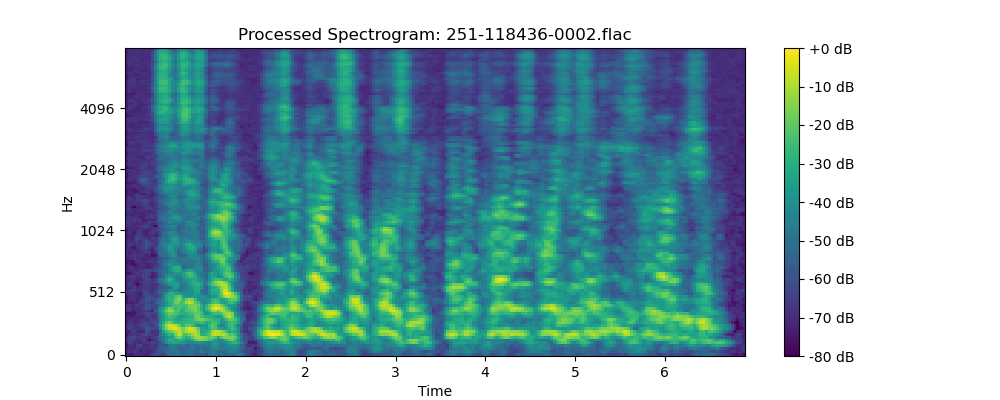 Processed Spectrogram: 251-118436-0002.flac
Hz
4096
2048
1024
512
0
0 1 2 3 4 5 6
Time
+0 dB
-10 dB
-20 dB
-30 dB
-40 dB
-50 dB
-60 dB
-70 dB
-80 dB